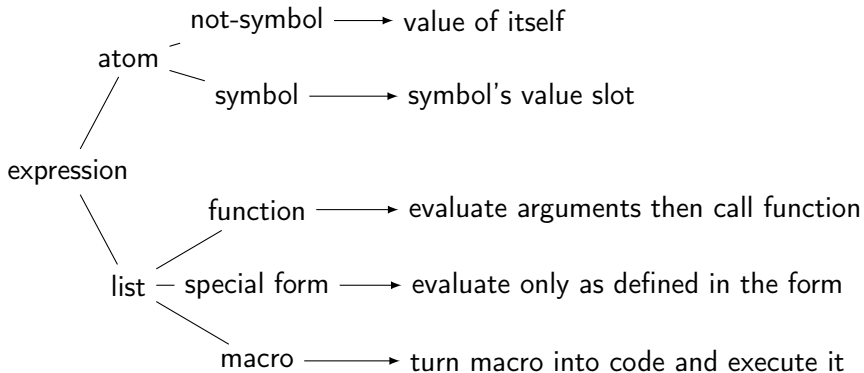 not-symbol value of itself
atom
symbol symbol's value slot
expression
function evaluate arguments then call function
list special form evaluate only as defined in the form
macro turn macro into code and execute it